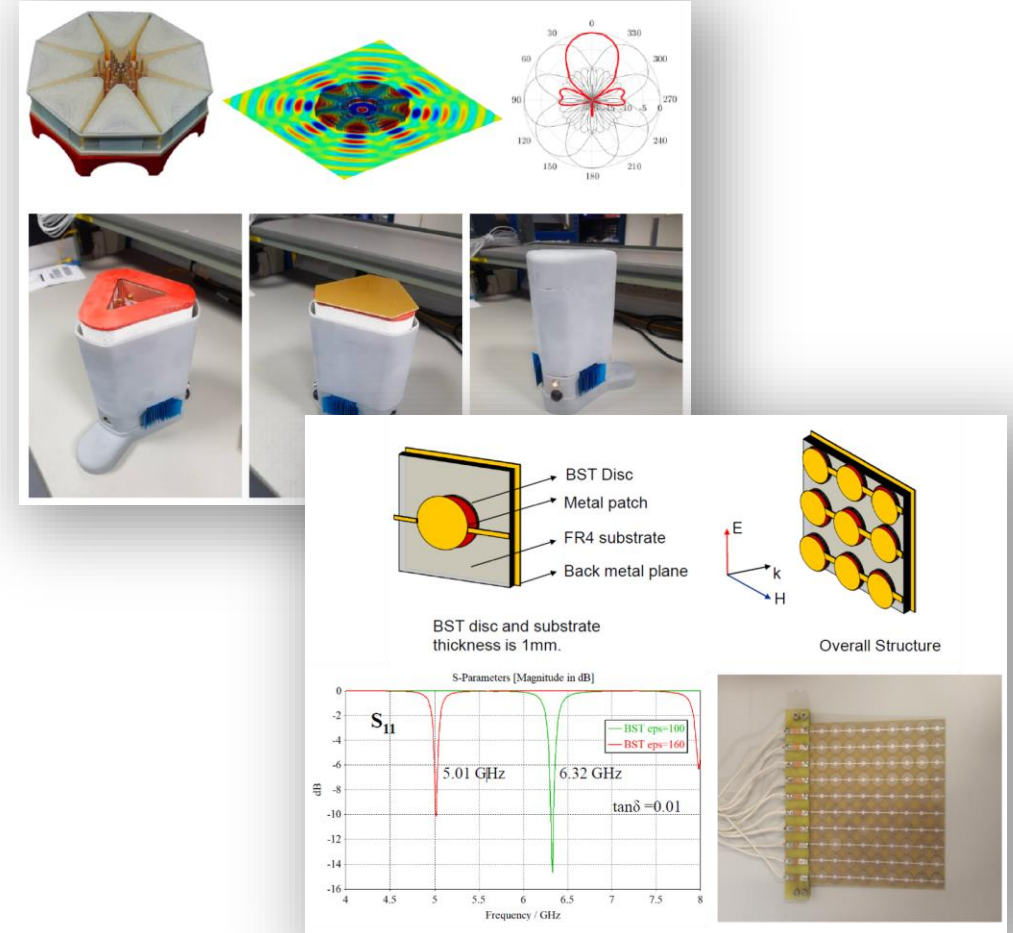 0
30
330
60
300
90
-10 -5 0
270
120
240
150
210
180
BST Disc
Metal patch
FR4 substrate
Back metal plane
E
k
H
BST disc and substrate
thickness is 1mm.
Overall Structure
S-Parameters [Magnitude in dB]
0
-2
-4
-6
-8
-10
-12
-14
-16
dB
S11
BST eps=100
BST eps=160
5.01 GHz
6.32 GHz
tanδ =0.01
4 4.5 5 5.5 6 6.5 7 7.5 8
Frequency / GHz